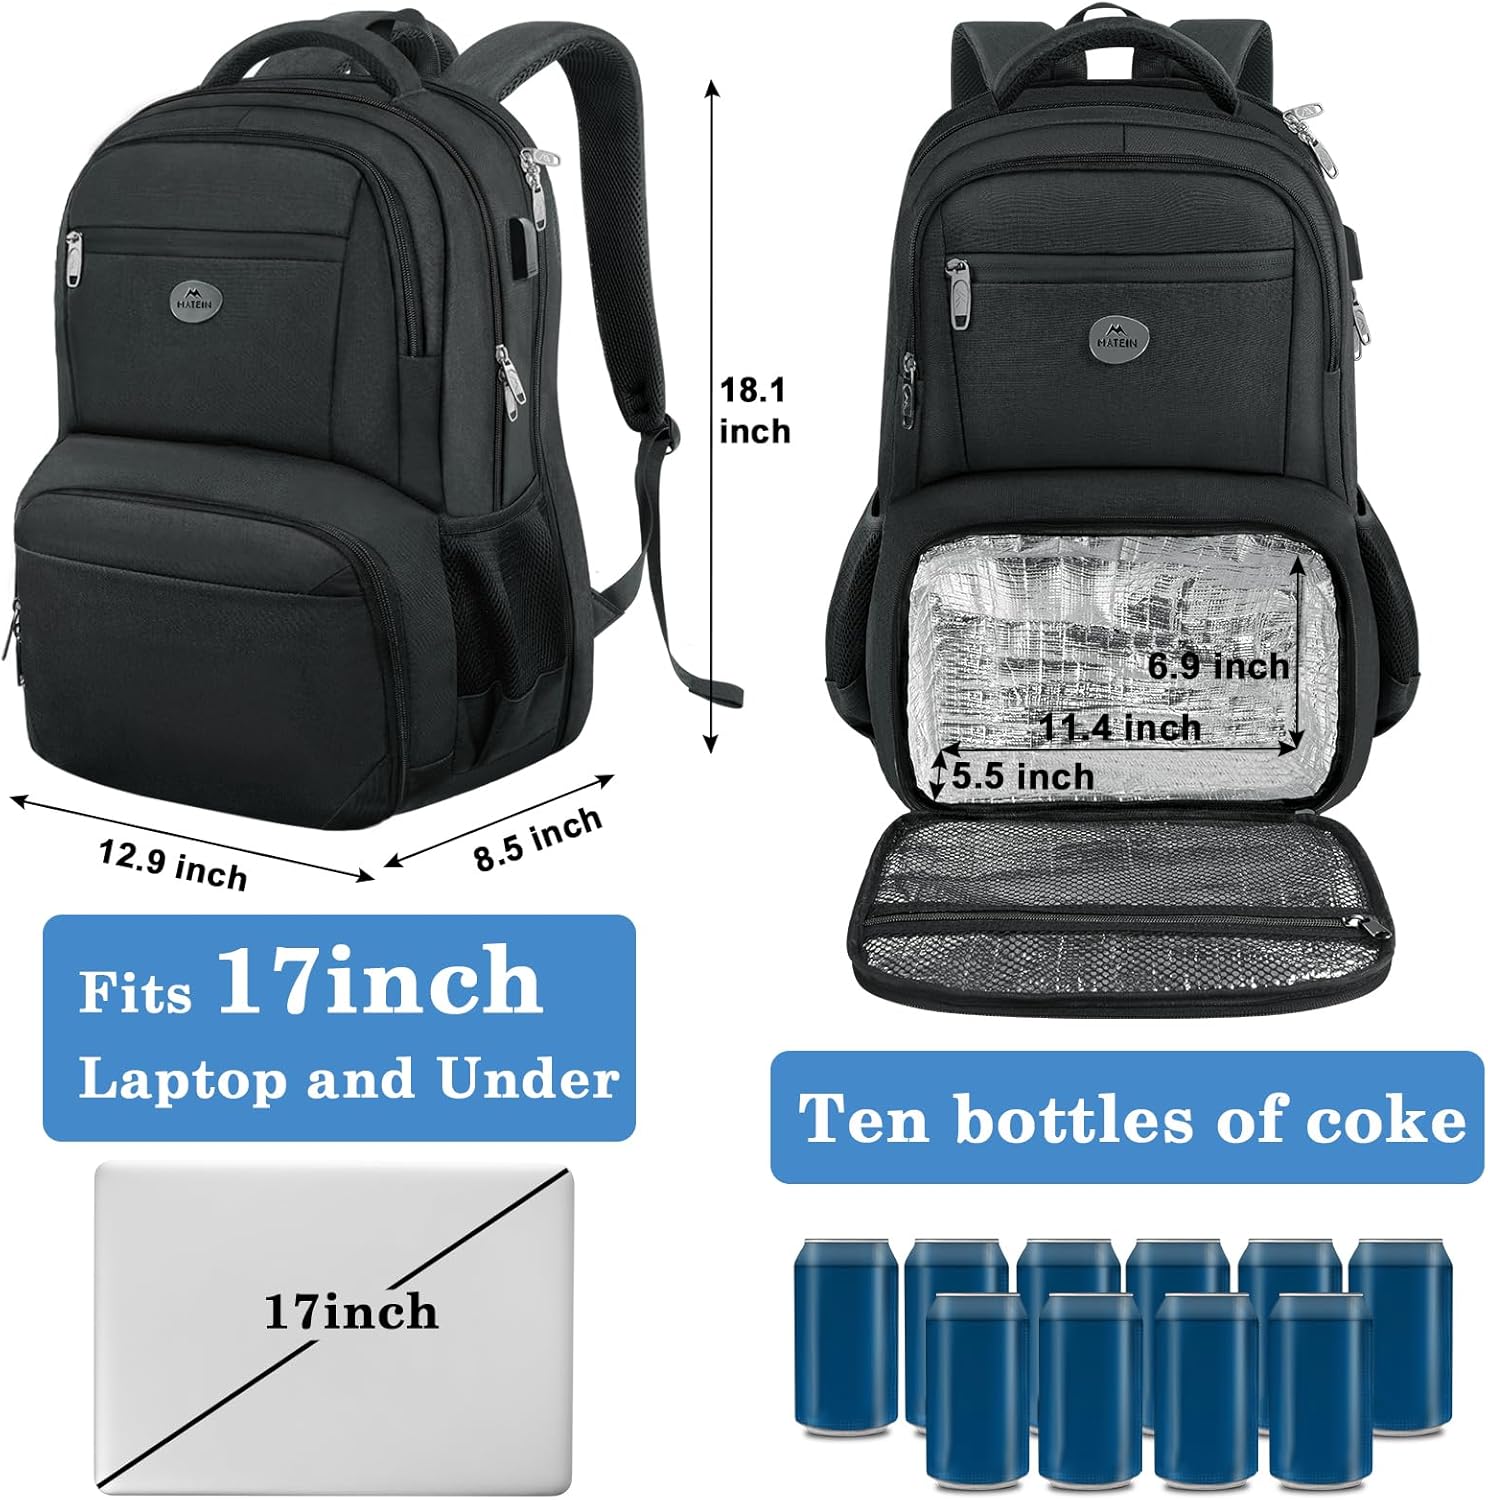 MATEIN
18.1
inch
12.9 inch
8.5 inch
MATEIN
6.9 inch
11.4 inch
5.5 inch
Fits 17inch
Laptop and Under
17inch
Ten bottles of coke